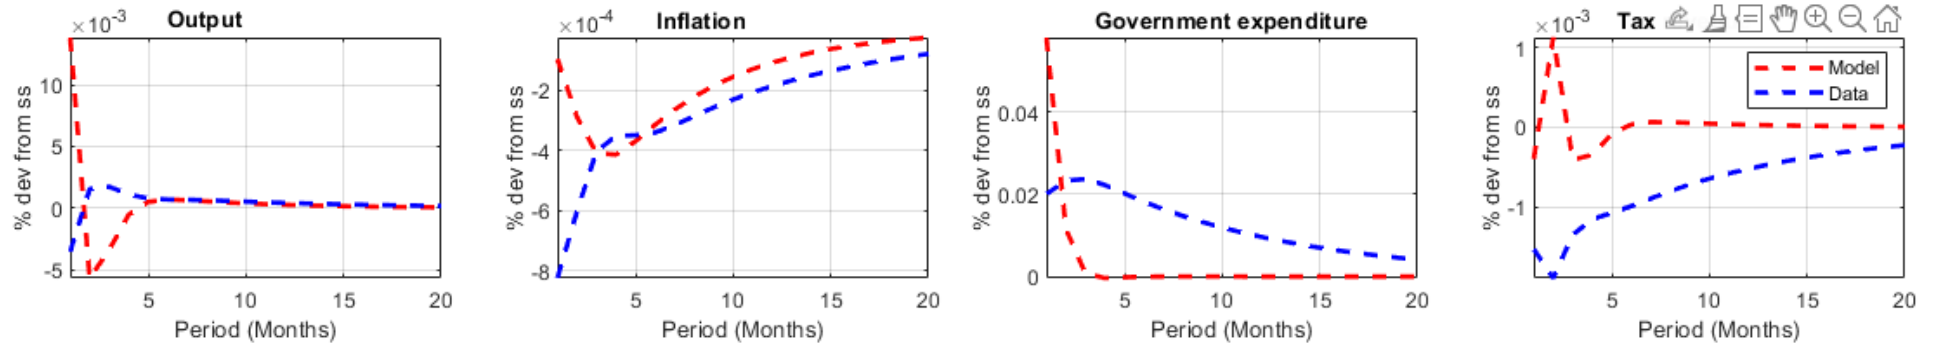 Output
×10⁻³
10
5
0
-5
% dev from ss
5 10 15 20
Period (Months)
Inflation
×10⁻⁴
-2
-4
-6
-8
% dev from ss
5 10 15 20
Period (Months)
Government expenditure
0.04
0.02
0
% dev from ss
5 10 15 20
Period (Months)
Tax
×10⁻³
1
0
-1
% dev from ss
5 10 15 20
Period (Months)
Model
Data